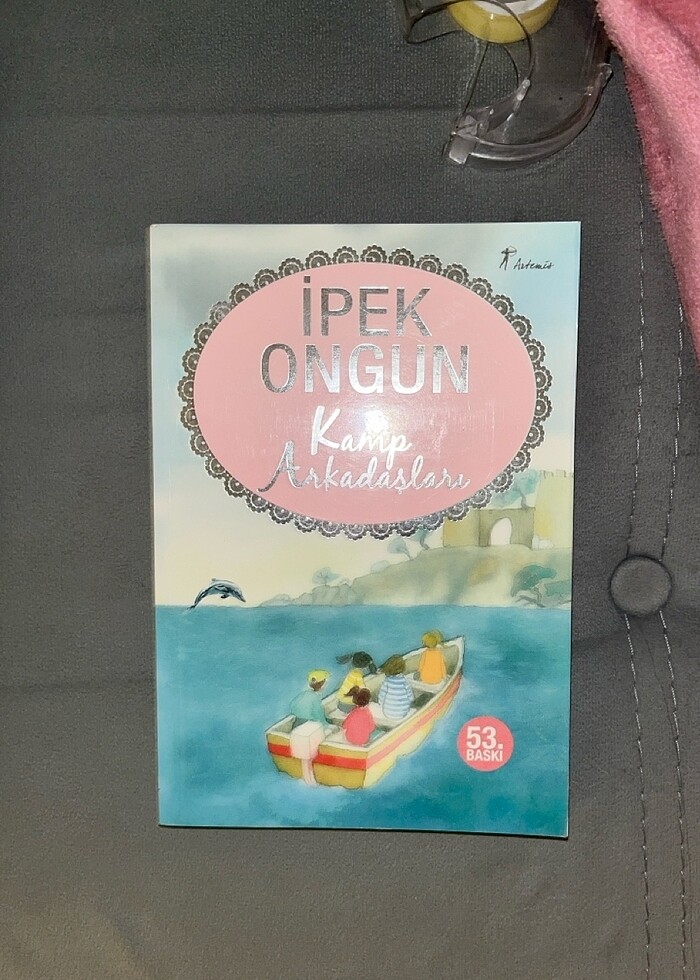 Artemis
İPEK
ONGUN
Kamp
Arkadaşları
53.
BASKI